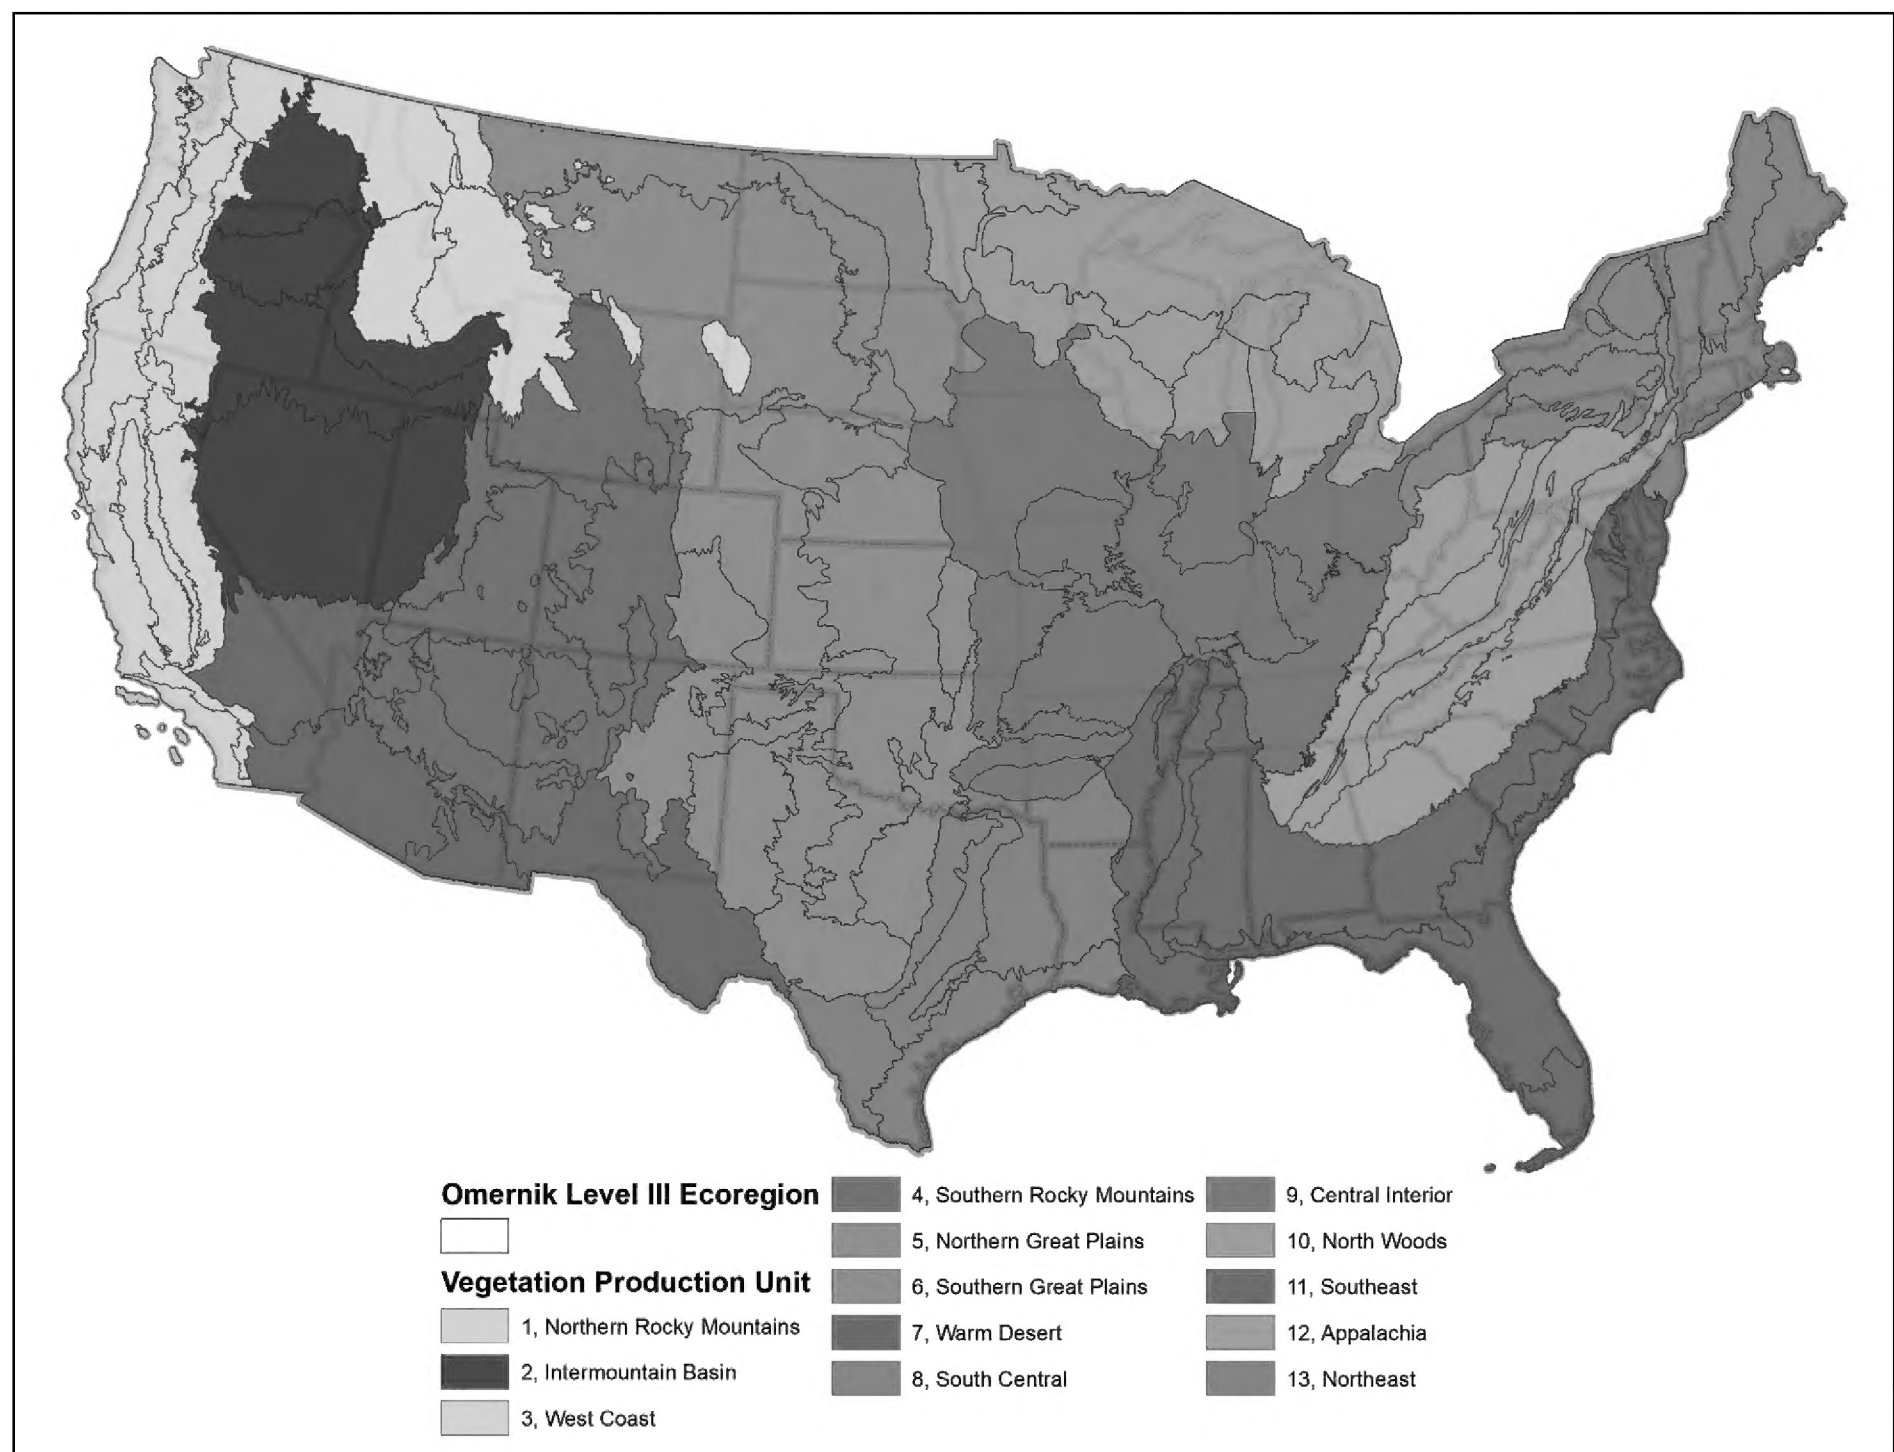 Omernik Level III Ecoregion
Vegetation Production Unit
1, Northern Rocky Mountains
2, Intermountain Basin
3, West Coast
4, Southern Rocky Mountains
5, Northern Great Plains
6, Southern Great Plains
7, Warm Desert
8, South Central
9, Central Interior
10, North Woods
11, Southeast
12, Appalachia
13, Northeast